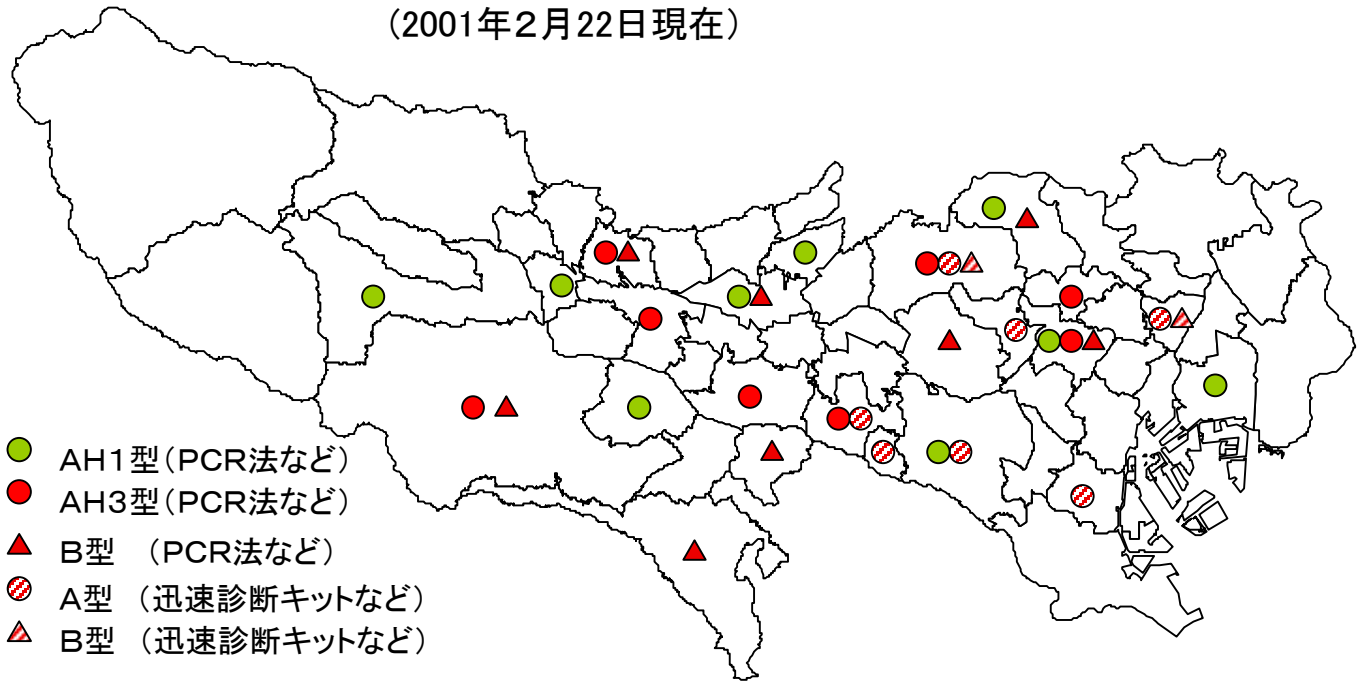 (2001年２月22日現在)
ＡＨ１型(ＰＣＲ法など)
ＡＨ３型(ＰＣＲ法など)
Ｂ型　(ＰＣＲ法など)
Ａ型　(迅速診断キットなど)
Ｂ型　(迅速診断キットなど)